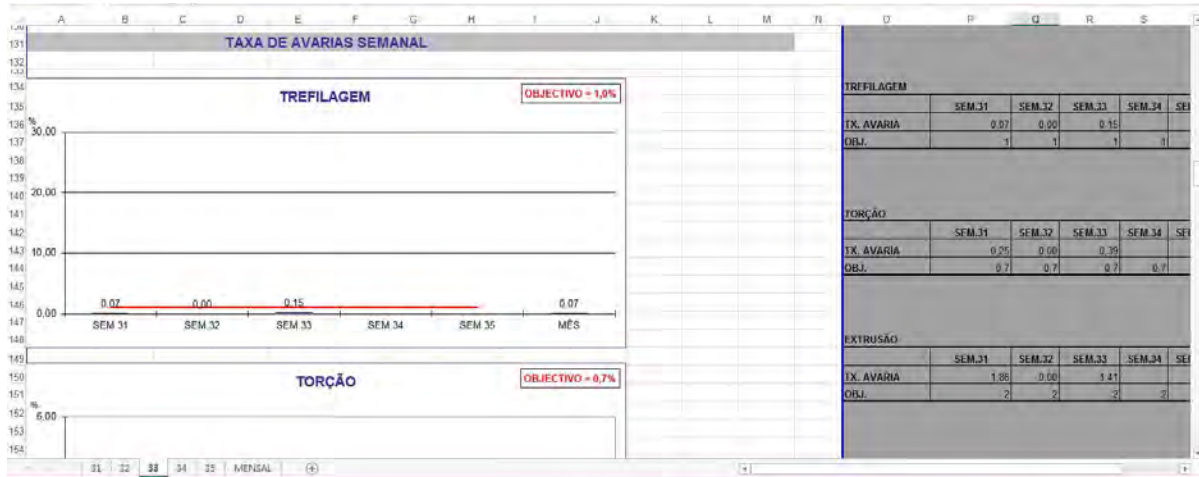 A B C D E F G H I J K L M N O P Q R S
131 TAXA DE AVARIAS SEMANAL
132
133
134 TREFILAGEM OBJECTIVO = 1,0% TREFILAGEM
135 SEM.31 SEM.32 SEM.33 SEM.34
136 % TX. AVARIA 0,07 0,00 0,15
137 30,00 OBJ. 1 1 1 1
138
139
140 20,00
141 TORÇÃO
142 SEM.31 SEM.32 SEM.33 SEM.34
143 10,00 TX. AVARIA 0,25 0,00 0,39
144 OBJ. 0,7 0,7 0,7 0,7
145
146 0,07 0,00 0,15 0,07
147 0,00
SEM 31 SEM.32 SEM 33 SEM 34 SEM 35 MÊS
148 EXTRUSÃO
149 SEM.31 SEM.32 SEM.33 SEM.34
150 TORÇÃO OBJECTIVO = 0,7% TX. AVARIA 1,86 0,00 1,41
151 OBJ. 2 2 2 2
152 %
6,00
153
154
31 32 33 34 35 MENSAL